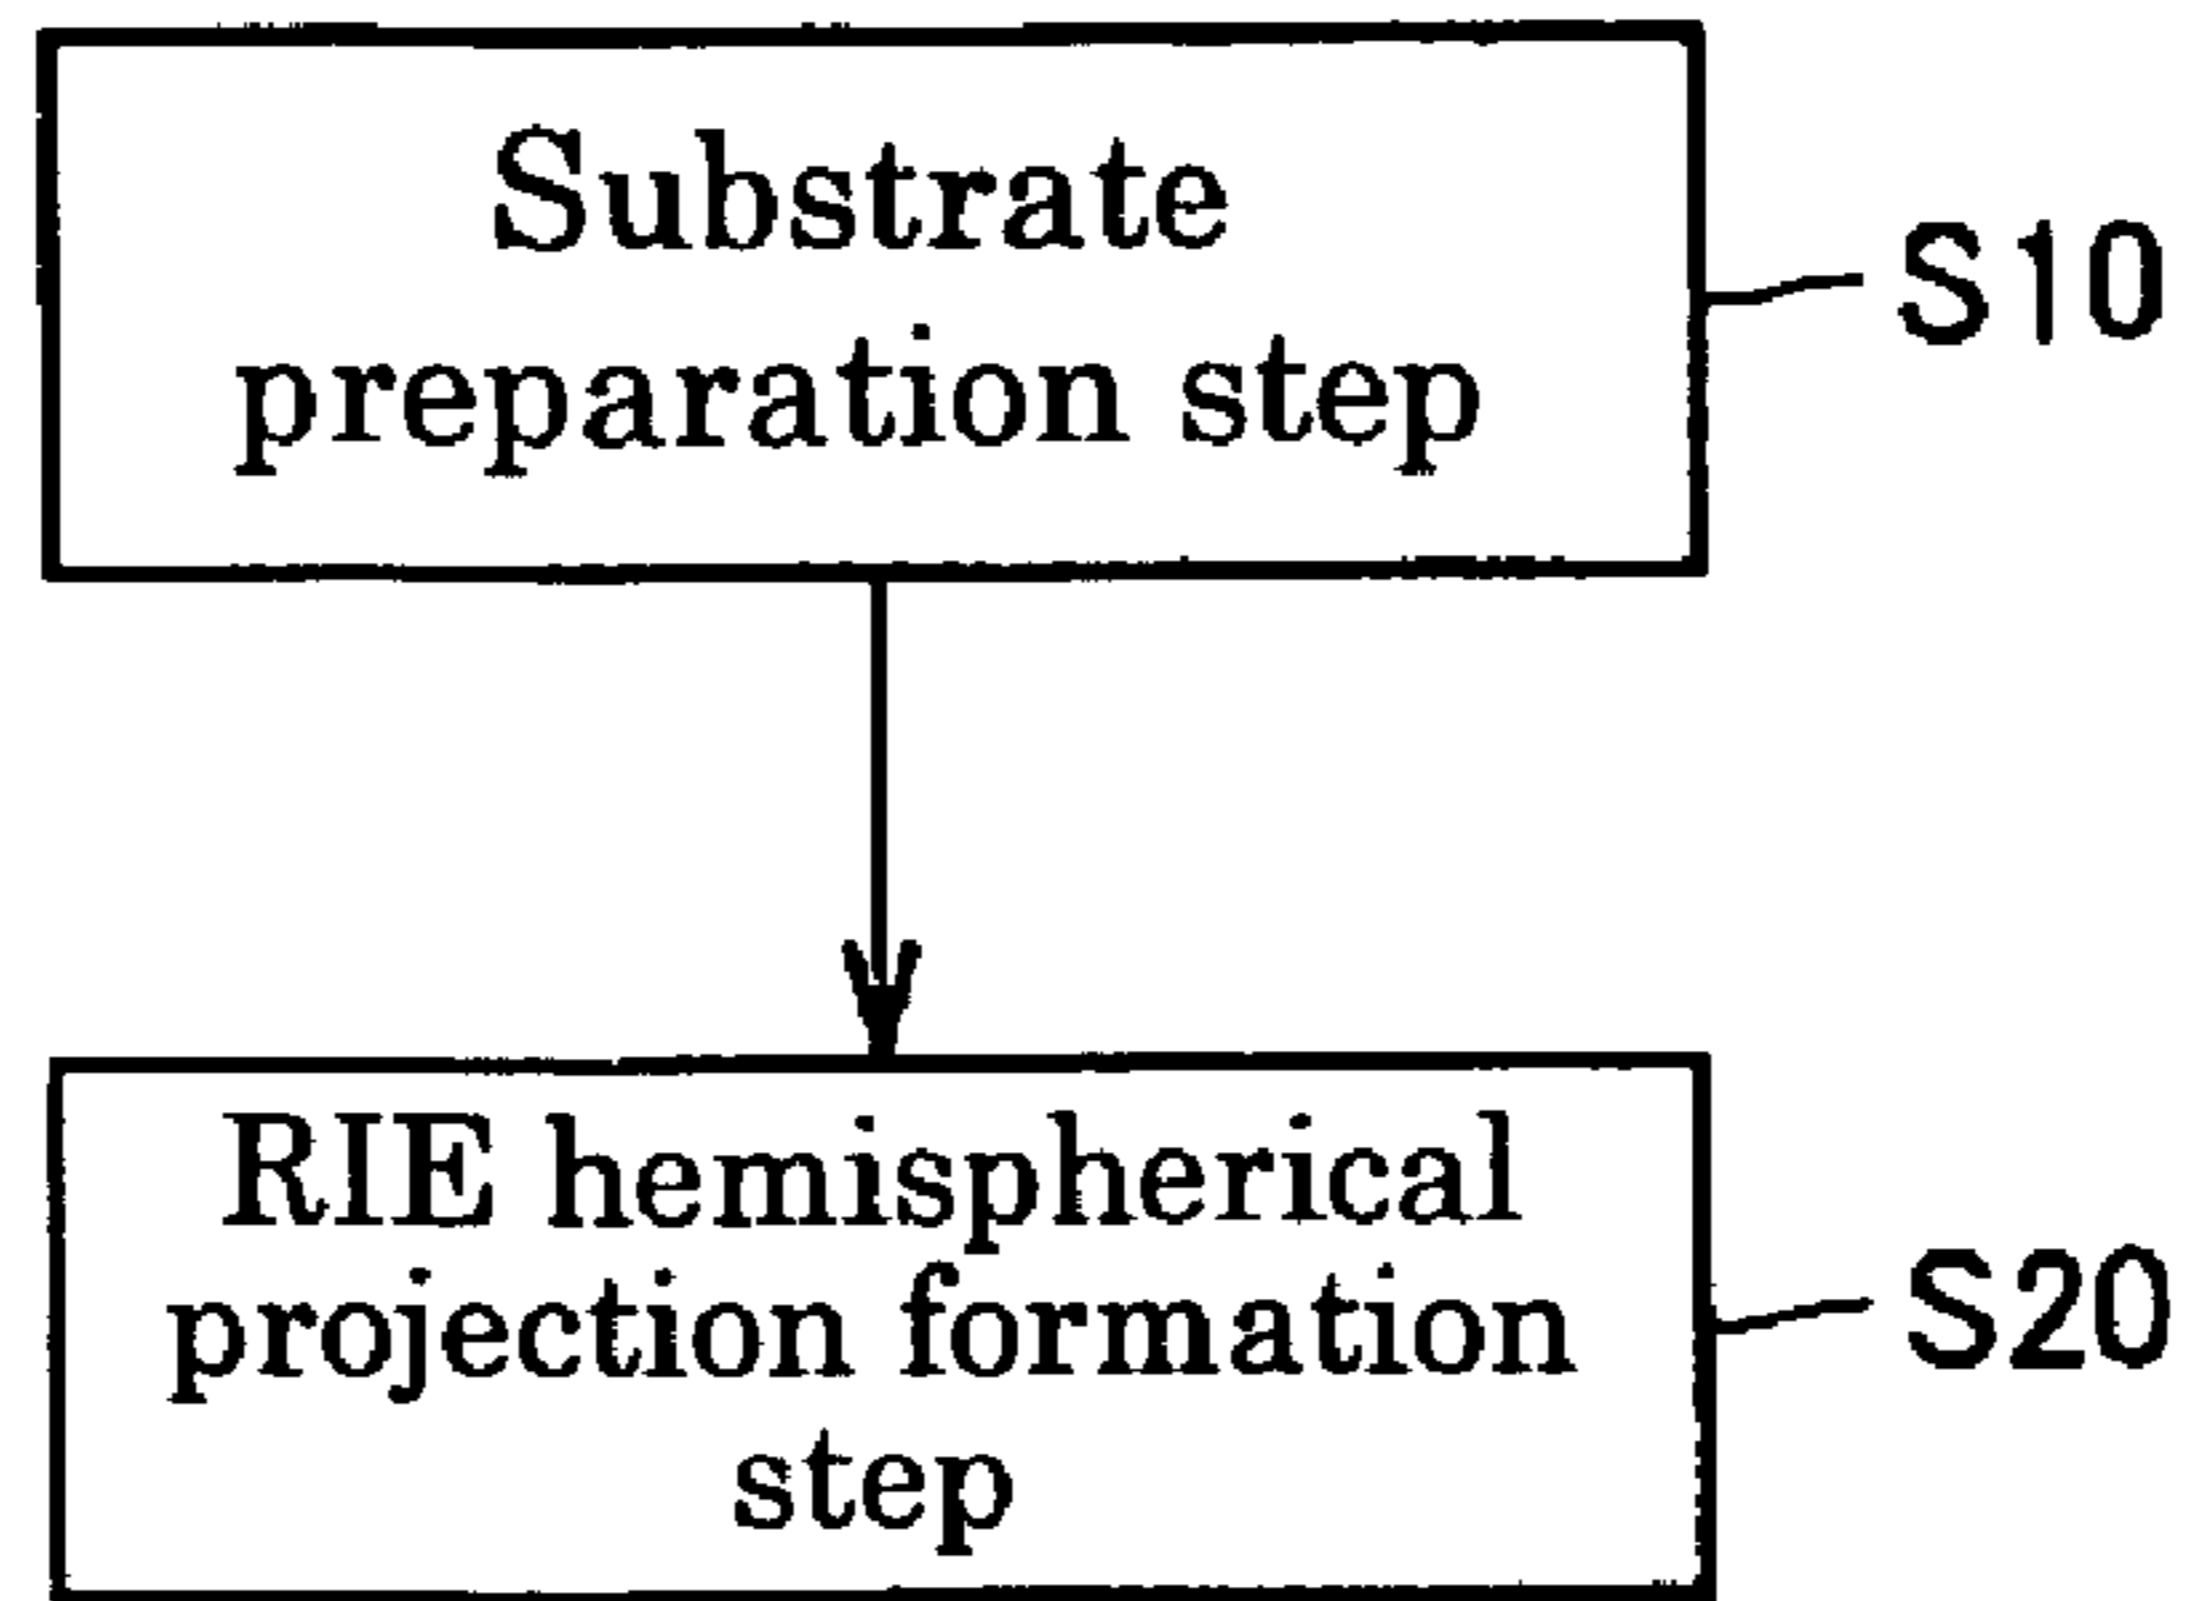 Substrate
preparation step
S10
RIE hemispherical
projection formation
step
S20